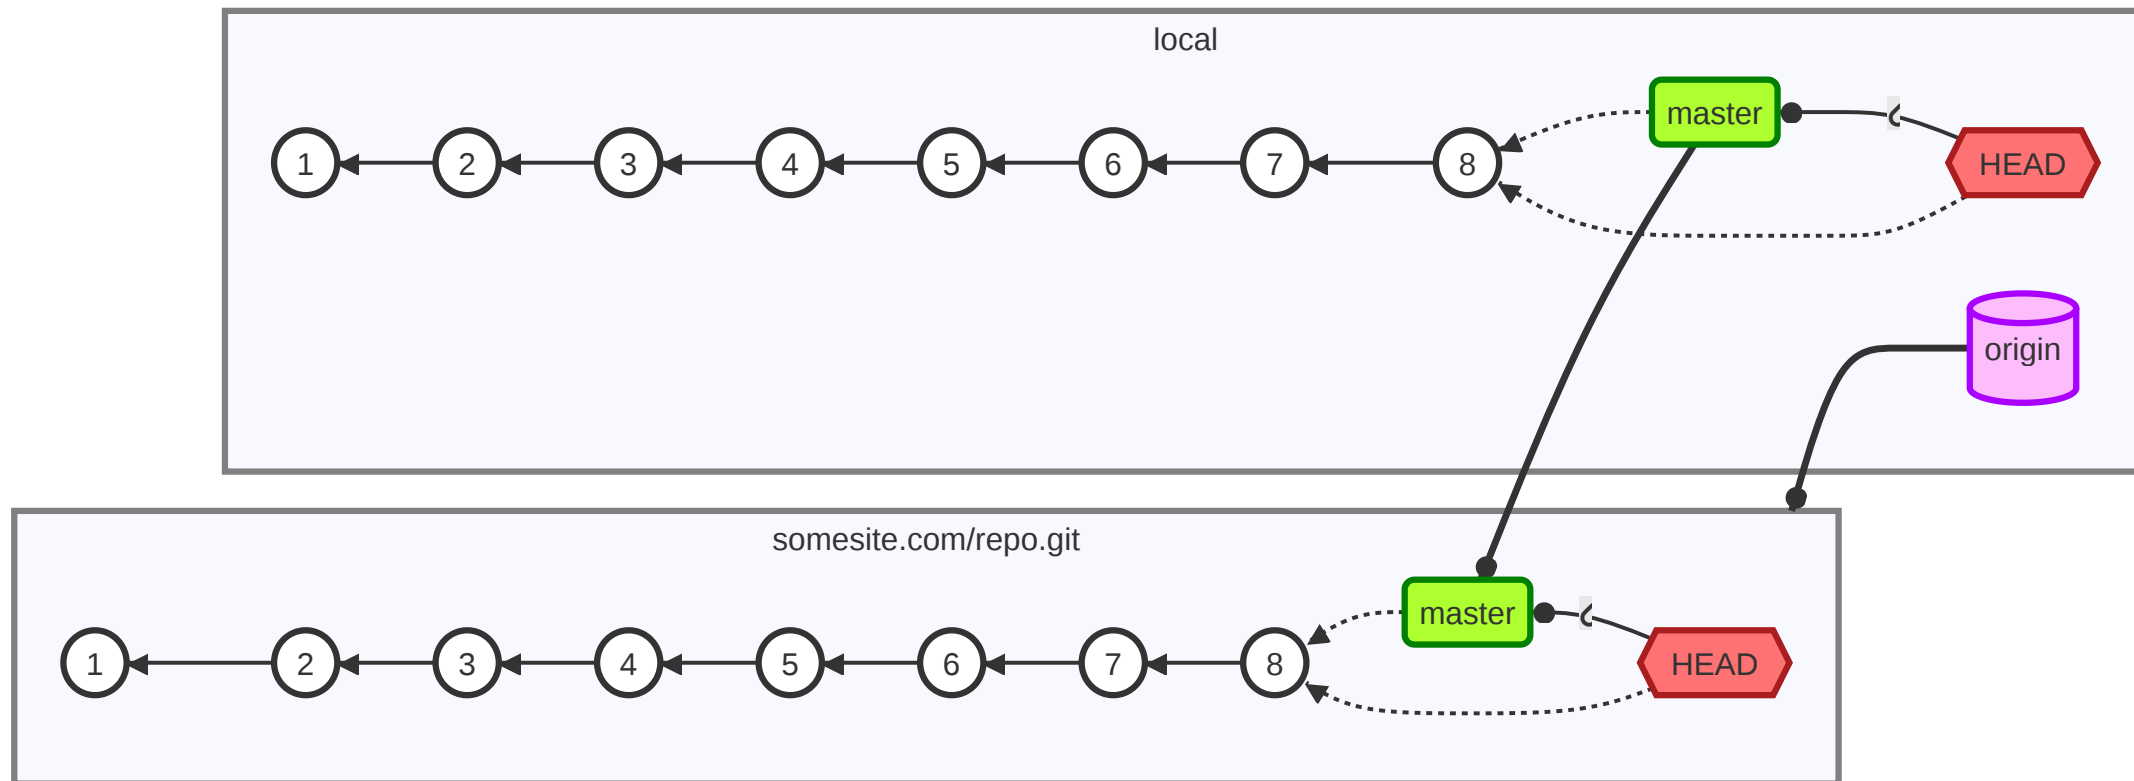 local
master
1 2 3 4 5 6 7 8 HEAD
origin
somesite.com/repo.git
master
1 2 3 4 5 6 7 8 HEAD